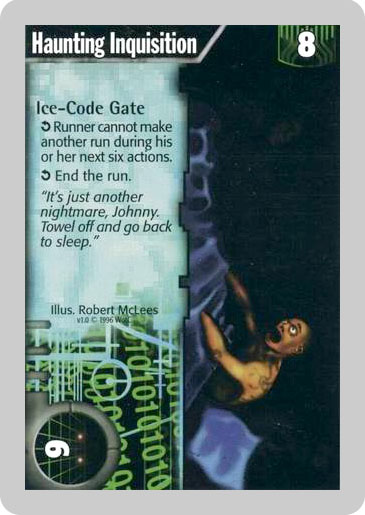 Haunting Inquisition
8
Ice-Code Gate
Runner cannot make
another run during his
or her next six actions.
End the run.
"It's just another
nightmare, Johnny.
Towel off and go back
to sleep."
Illus. Robert McLees
v1.0 © 1996 WotC
6